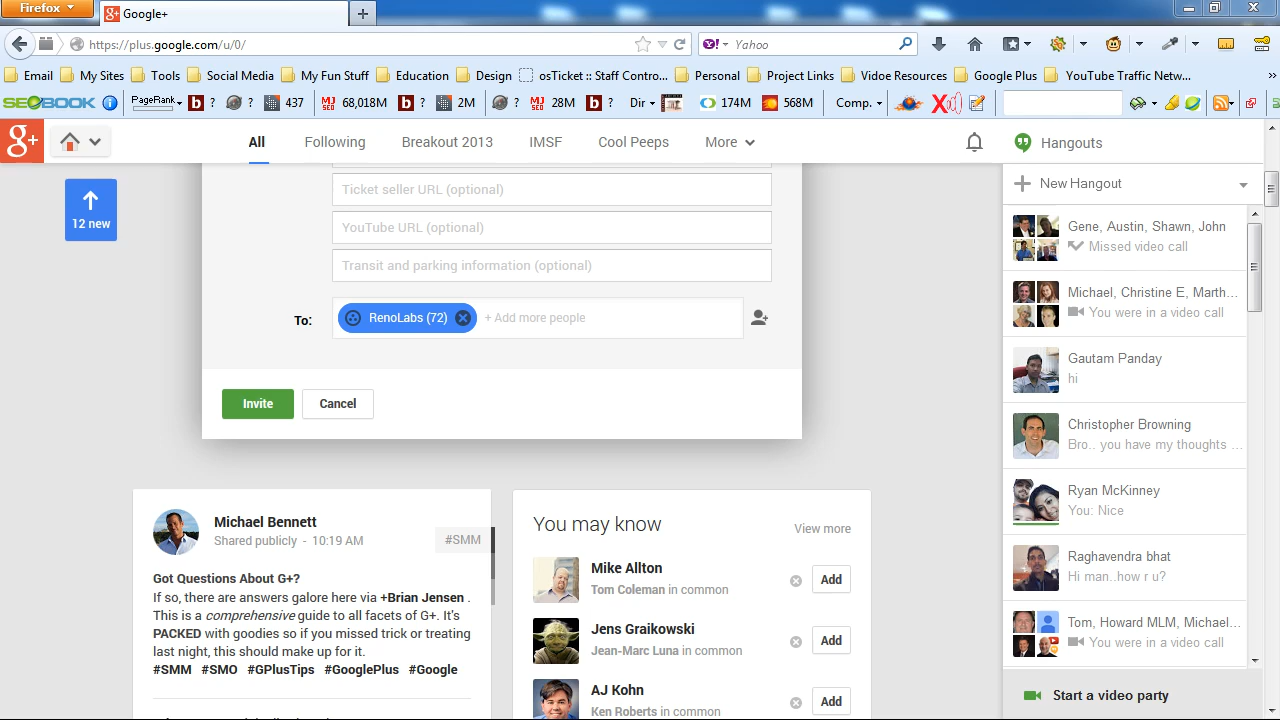 Firefox
Google+
https://plus.google.com/u/0/
Yahoo
Email
My Sites
Tools
Social Media
My Fun Stuff
Education
Design
osTicket :: Staff Contro...
Personal
Project Links
Vidoe Resources
Google Plus
YouTube Traffic Netw...
»
SEOBOOK
PageRank
b ?
?
437
MJ SEO 68,018M
b ?
2M
?
MJ SEO 28M
b ?
Dir
174M
568M
Comp.
X
g+
All
Following
Breakout 2013
IMSF
Cool Peeps
More
Hangouts
12 new
Ticket seller URL (optional)
YouTube URL (optional)
Transit and parking information (optional)
To:
RenoLabs (72)
+ Add more people
Invite
Cancel
Michael Bennett
Shared publicly - 10:19 AM
#SMM
Got Questions About G+?
If so, there are answers galore here via +Brian Jensen .
This is a comprehensive guide to all facets of G+. It's
PACKED with goodies so if you missed trick or treating
last night, this should make up for it.
#SMM #SMO #GPlusTips #GooglePlus #Google
You may know
View more
Mike Allton
Tom Coleman in common
Add
Jens Graikowski
Jean-Marc Luna in common
Add
AJ Kohn
Ken Roberts in common
Add
New Hangout
Gene, Austin, Shawn, John
Missed video call
Michael, Christine E, Marth...
You were in a video call
Gautam Panday
hi
Christopher Browning
Bro.. you have my thoughts ...
Ryan McKinney
You: Nice
Raghavendra bhat
Hi man..how r u?
Tom, Howard MLM, Michael...
You were in a video call
Start a video party